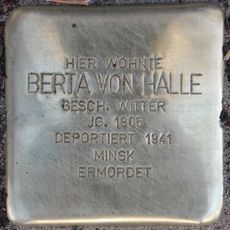 HIER WOHNTE
BERTA VON HALLE
GESCH. WITTER
JG. 1905
DEPORTIERT 1941
MINSK
ERMORDET